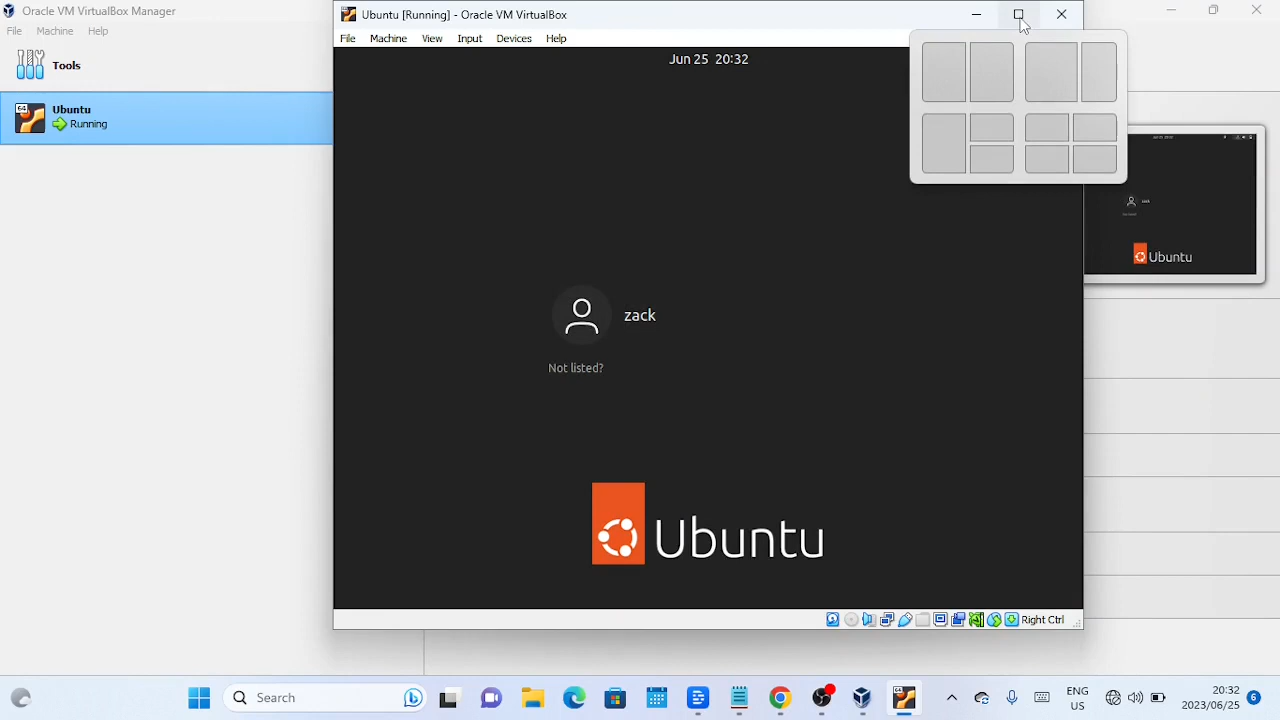 Oracle VM VirtualBox Manager
File Machine Help
Tools
Ubuntu
Running
Ubuntu [Running] - Oracle VM VirtualBox
File Machine View Input Devices Help
Jun 25 20:32
zack
Not listed?
Ubuntu
Right Ctrl
zack
Ubuntu
Search
ENG
US
20:32
2023/06/25
6